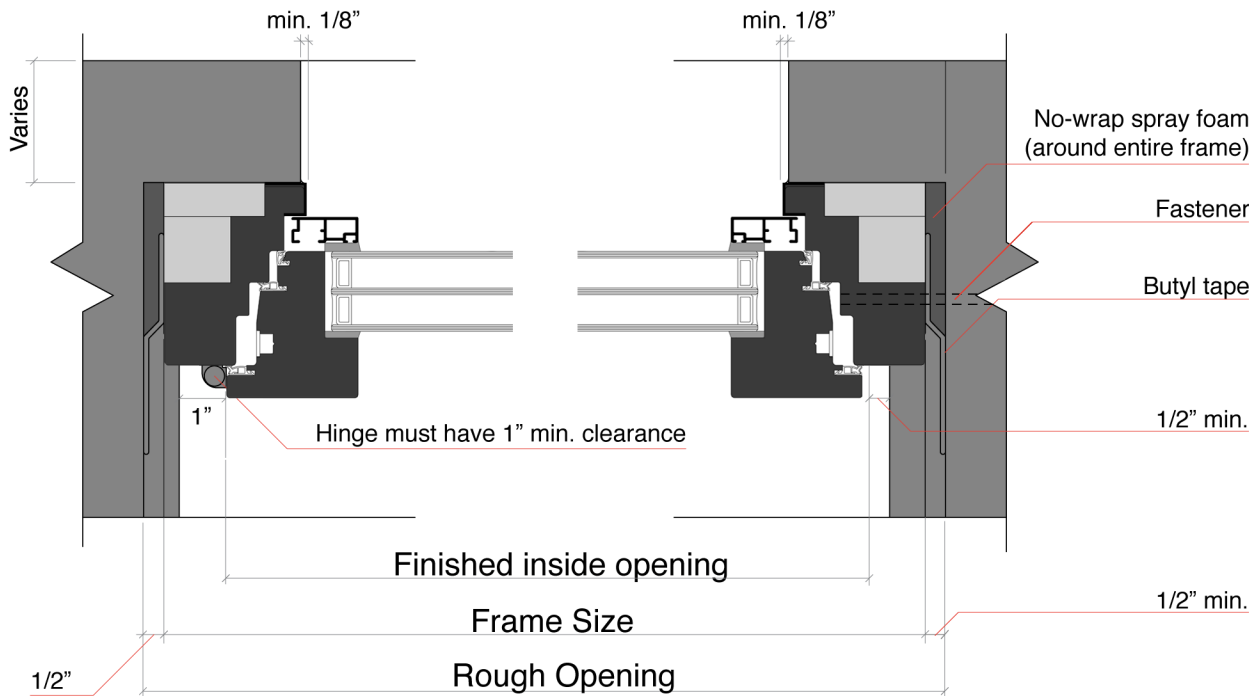 min. 1/8”
min. 1/8”
Varies
No-wrap spray foam
(around entire frame)
Fastener
Butyl tape
1”
Hinge must have 1” min. clearance
1/2” min.
Finished inside opening
1/2” min.
Frame Size
Rough Opening
1/2”